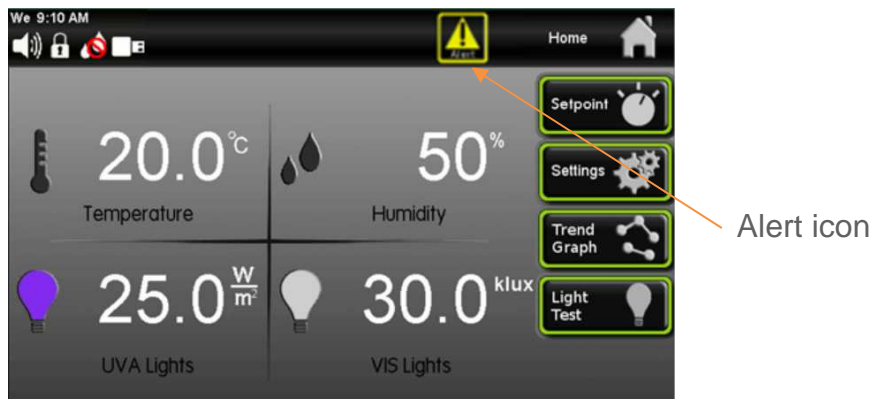 We 9:10 AM
Alert
Home
Setpoint
20.0°C
50%
Settings
Temperature
Humidity
Trend
Graph
Alert icon
25.0 W/m²
30.0 klux
Light
Test
UVA Lights
VIS Lights